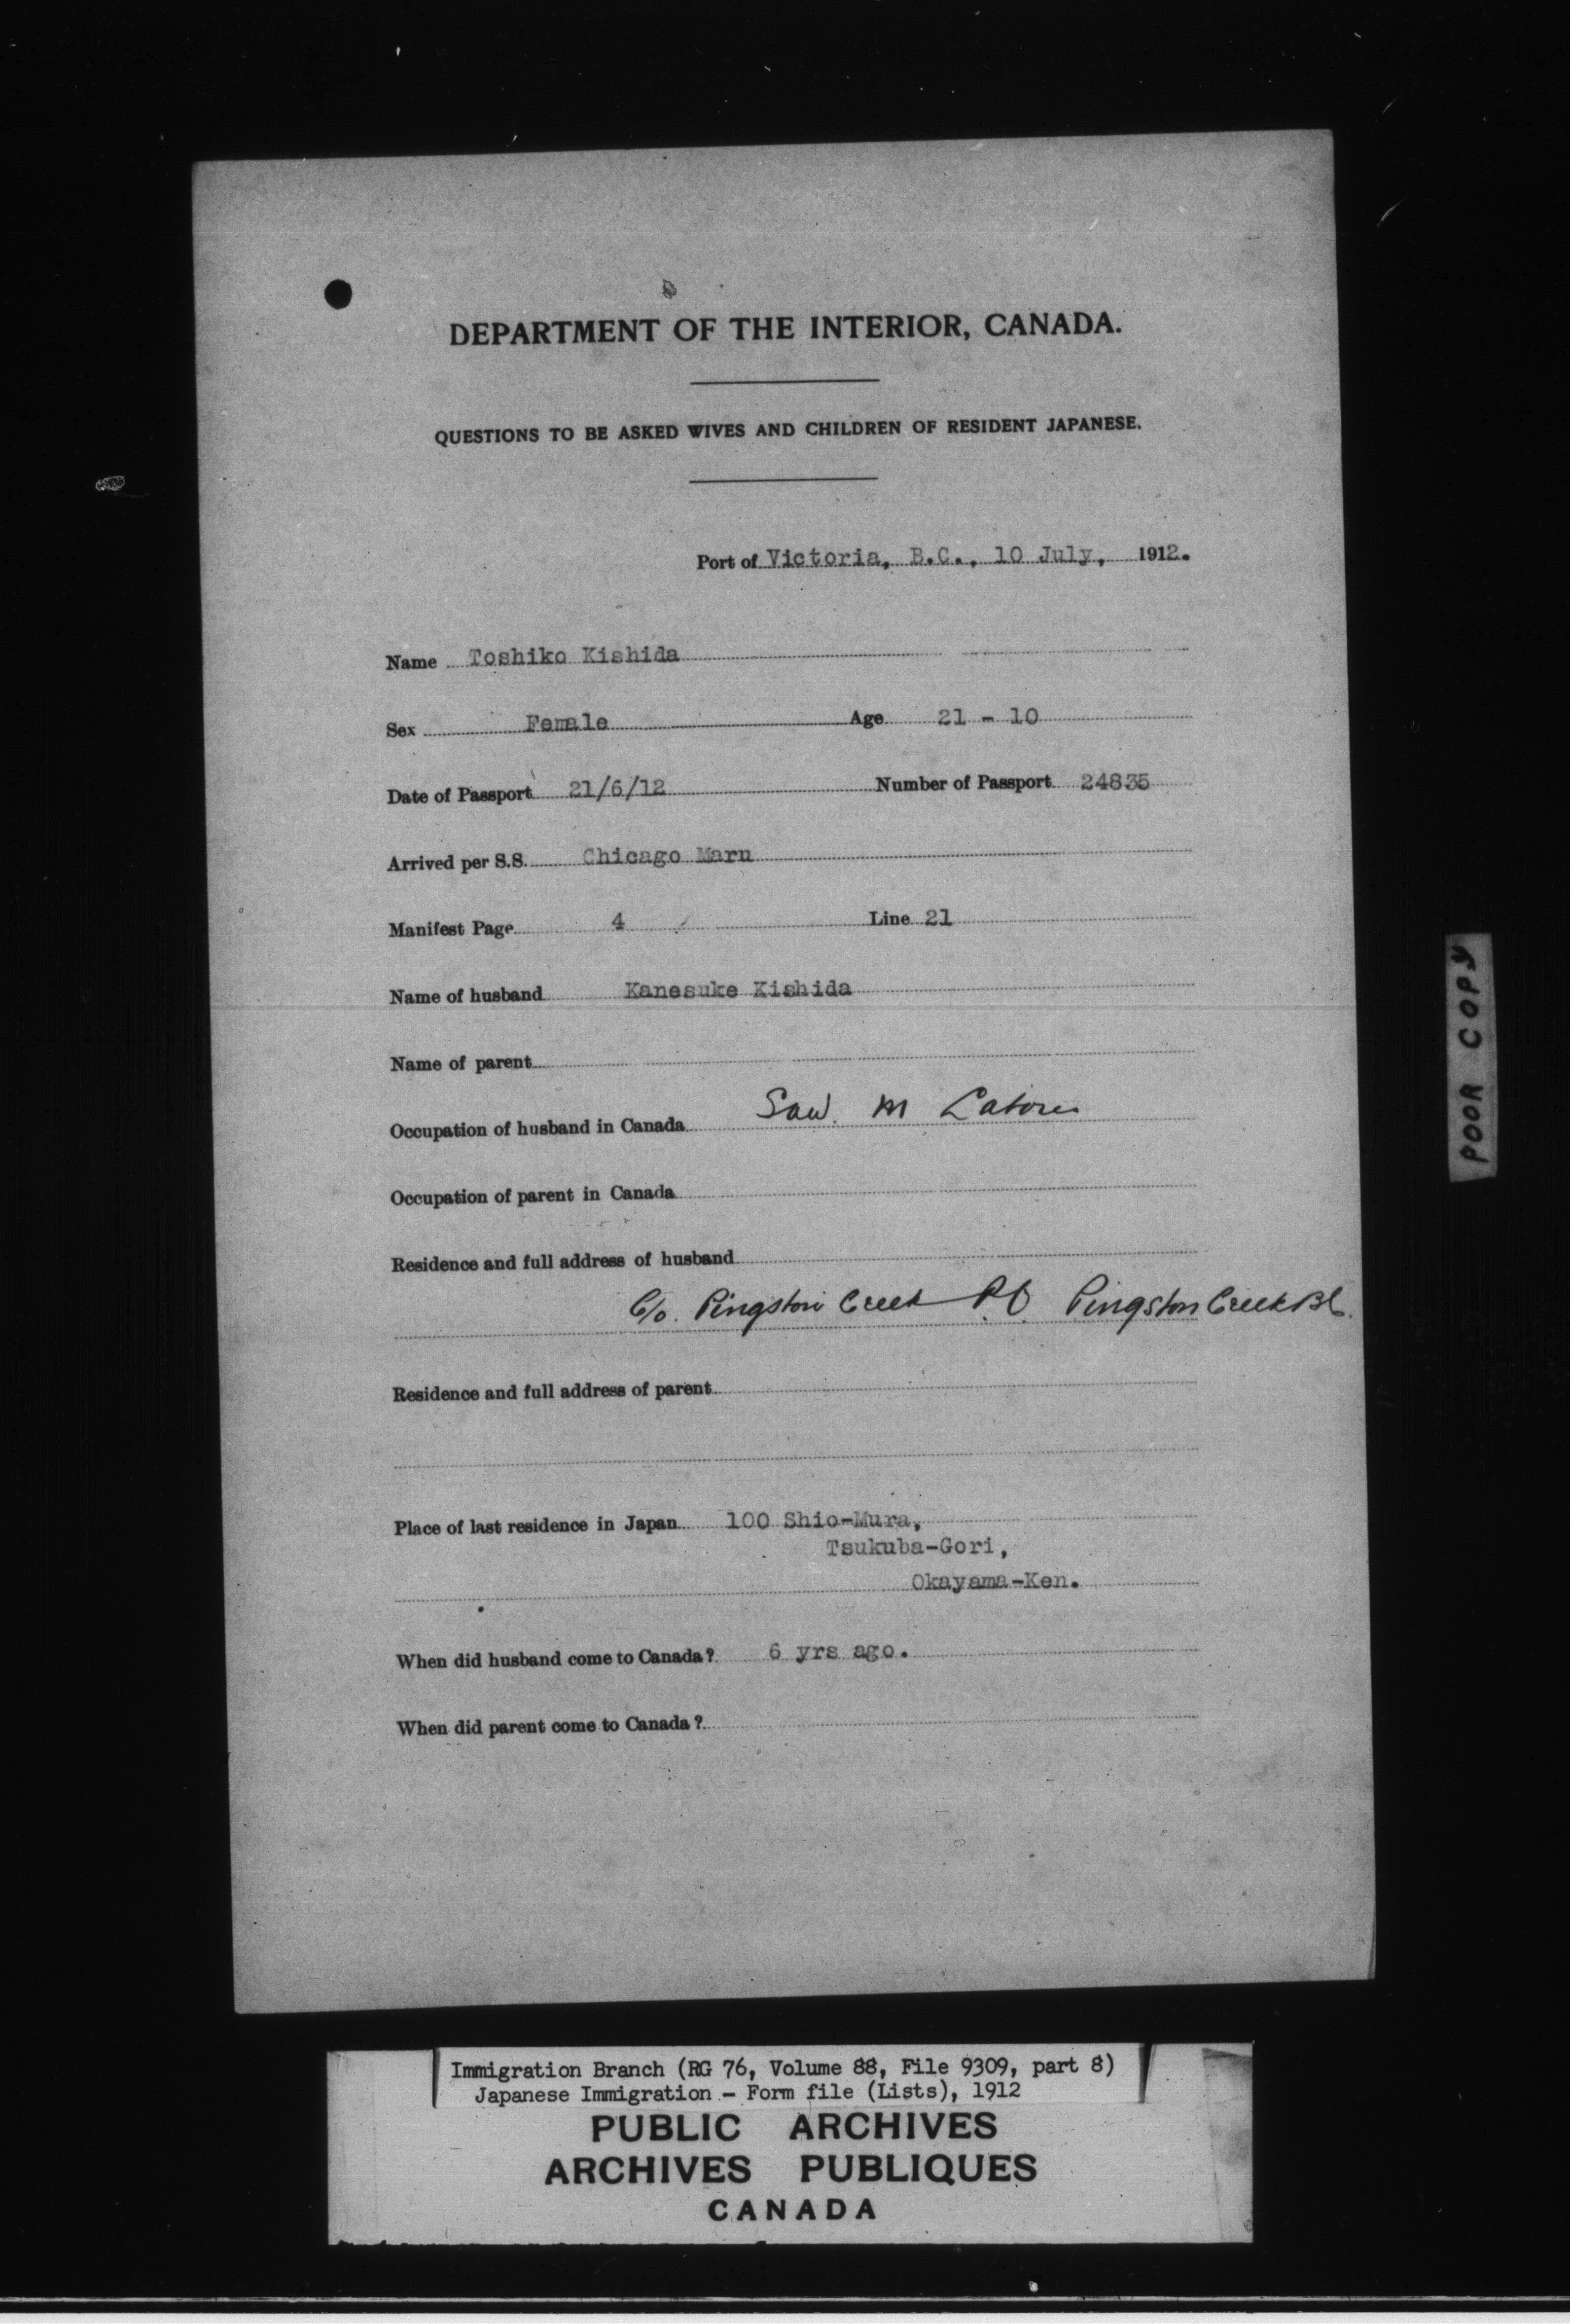 DEPARTMENT OF THE INTERIOR, CANADA.
QUESTIONS TO BE ASKED WIVES AND CHILDREN OF RESIDENT JAPANESE.
Port of Victoria, B.C., 10 July, 1912.
Name Toshiko Kishida
Sex Female Age 21 - 10
Date of Passport 21/6/12 Number of Passport 24835
Arrived per S.S. Chicago Maru
Manifest Page 4 Line 21
Name of husband Kanesuke Kishida
Name of parent
Occupation of husband in Canada Saw. M Laborer
Occupation of parent in Canada
Residence and full address of husband
C/o. Pingston Creek P.O. Pingston Creek BC.
Residence and full address of parent
Place of last residence in Japan 100 Shio-Mura,
Tsukuba-Gori,
Okayama-Ken.
When did husband come to Canada? 6 yrs ago.
When did parent come to Canada?
POOR COPY
Immigration Branch (RG 76, Volume 88, File 9309, part 8)
Japanese Immigration - Form file (Lists), 1912
PUBLIC ARCHIVES
ARCHIVES PUBLIQUES
CANADA